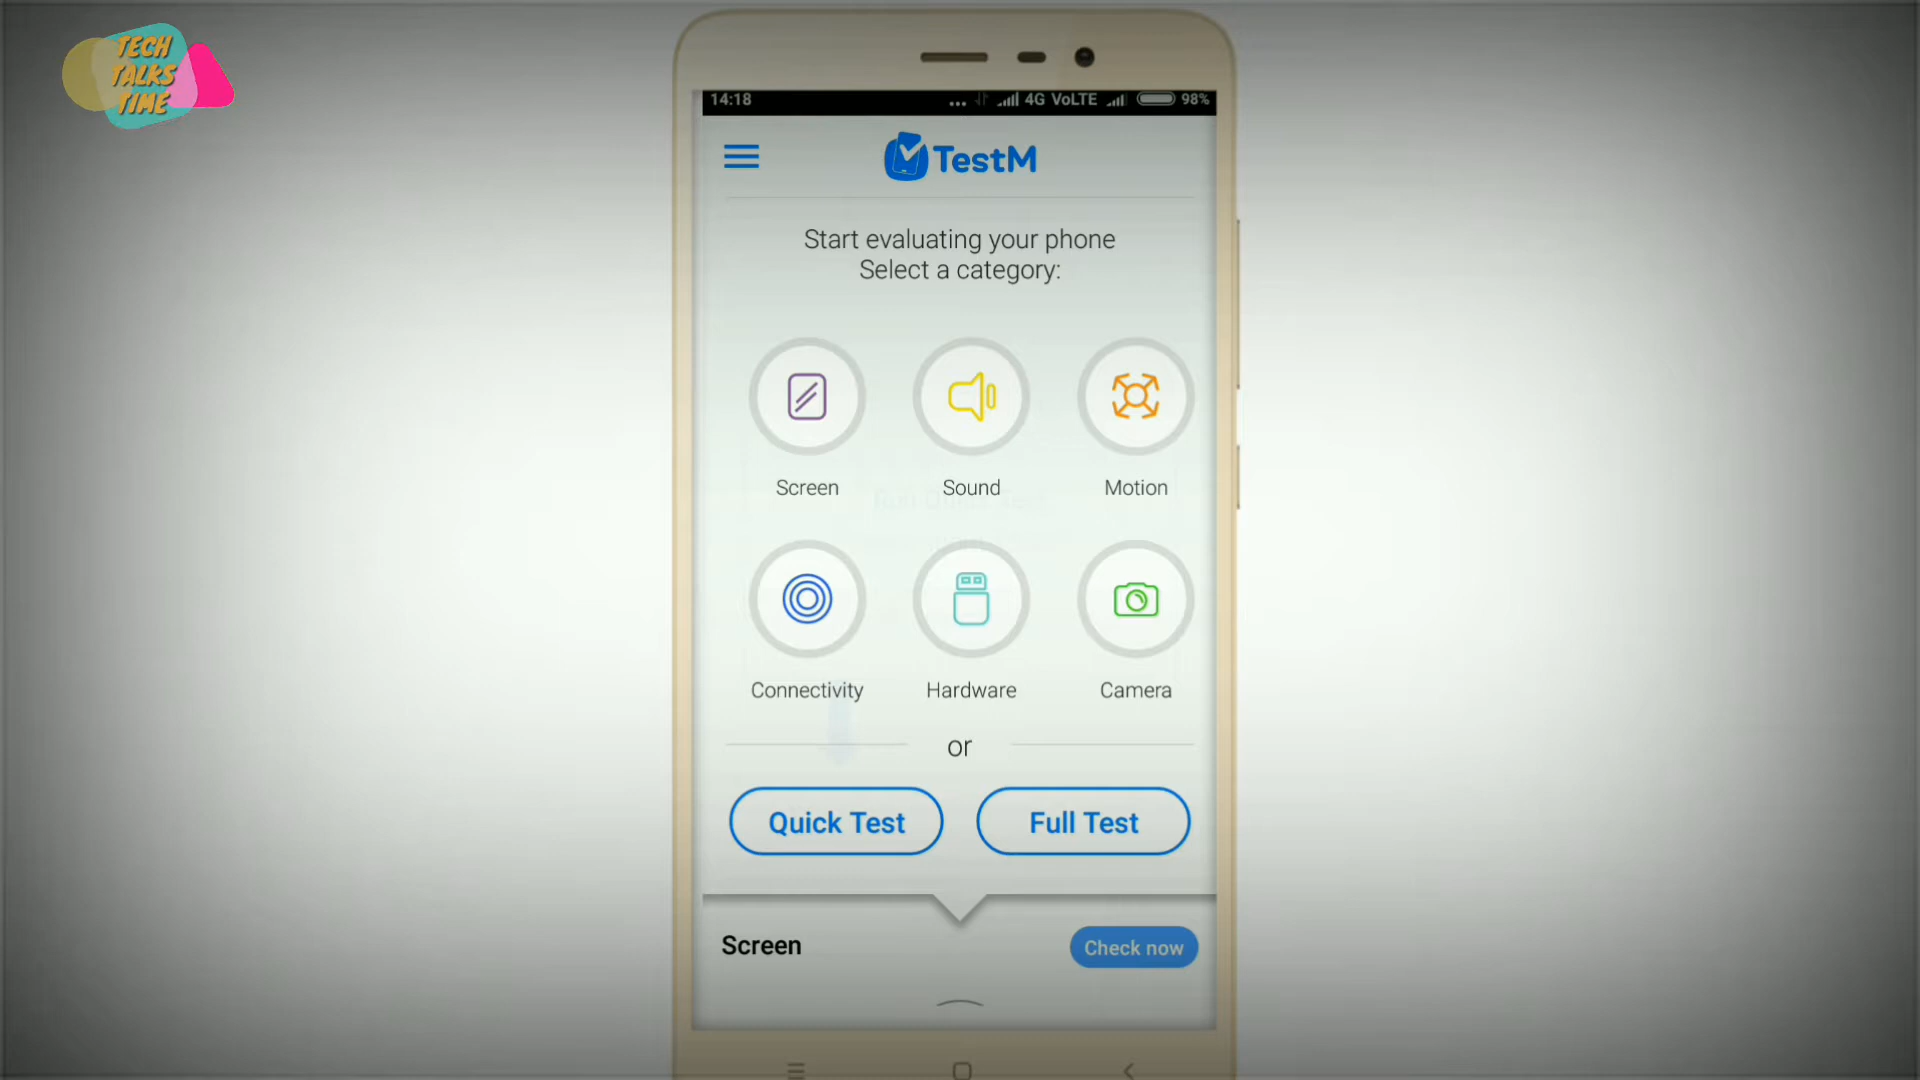 TECH
TALKS
TIME
14:18
4G VoLTE
98%
TestM
Start evaluating your phone
Select a category:
Screen
Sound
Motion
Connectivity
Hardware
Camera
or
Quick Test
Full Test
Screen
Check now